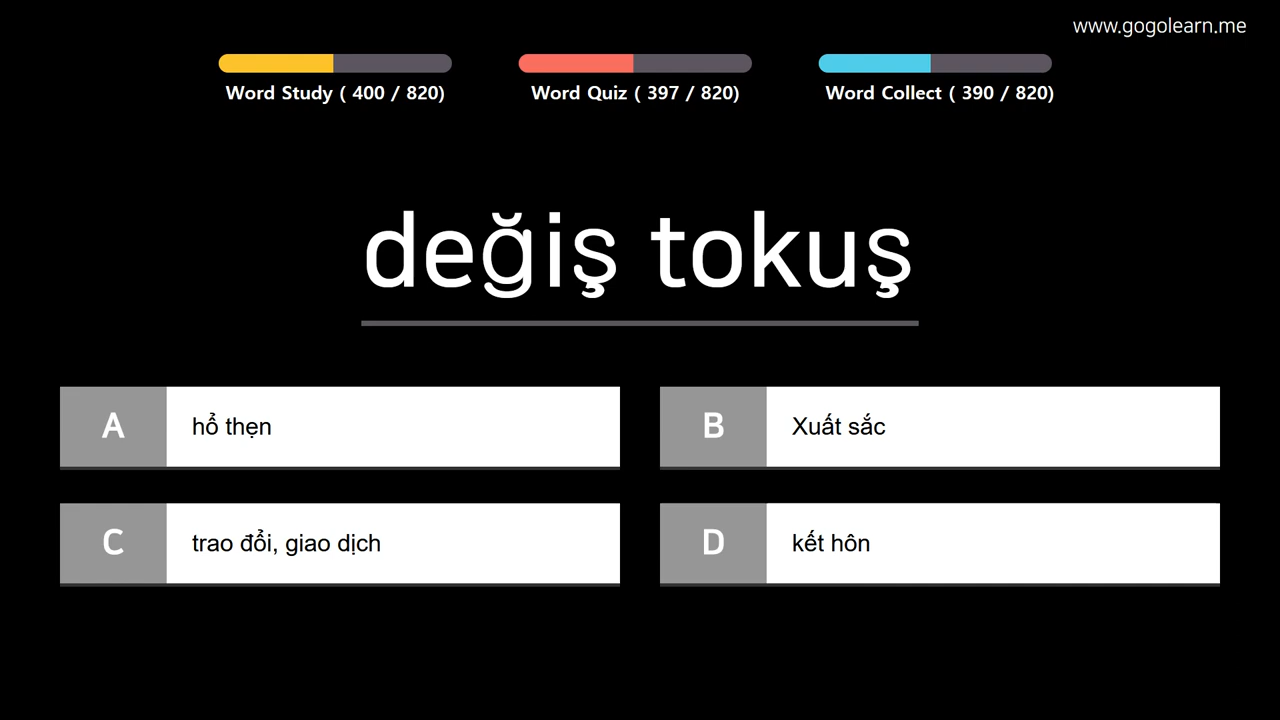 www.gogolearn.me
Word Study ( 400 / 820)
Word Quiz ( 397 / 820)
Word Collect ( 390 / 820)
değiş tokuş
A
hổ thẹn
B
Xuất sắc
C
trao đổi, giao dịch
D
kết hôn